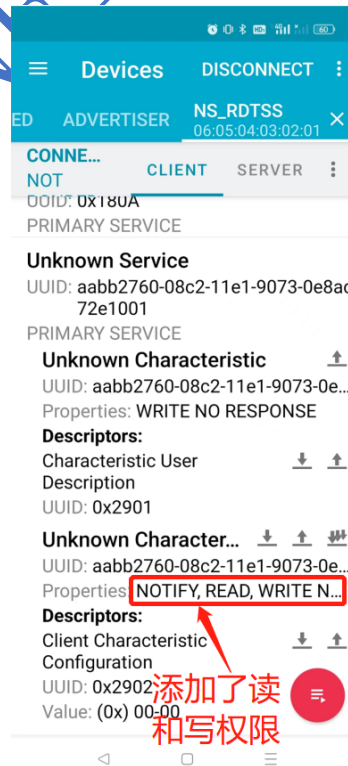 60
Devices
DISCONNECT
ED
ADVERTISER
NS_RDTSS
06:05:04:03:02:01
CONNE...
NOT
CLIENT
SERVER
UUID: 0x180A
PRIMARY SERVICE
Unknown Service
UUID: aabb2760-08c2-11e1-9073-0e8ac
72e1001
PRIMARY SERVICE
Unknown Characteristic
UUID: aabb2760-08c2-11e1-9073-0e...
Properties: WRITE NO RESPONSE
Descriptors:
Characteristic User
Description
UUID: 0x2901
Unknown Character...
UUID: aabb2760-08c2-11e1-9073-0e...
Properties: NOTIFY, READ, WRITE N...
Descriptors:
Client Characteristic
Configuration
UUID: 0x2902
Value: (0x) 00-00
添加了读
和写权限